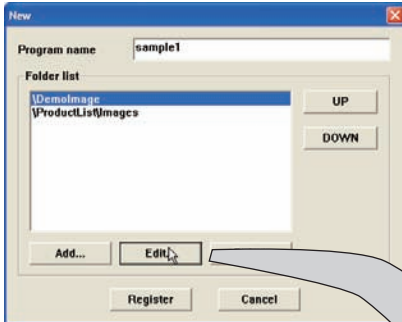 New
Program name
sample1
Folder list
\DemoImage
\ProductList\Images
UP
DOWN
Add...
Edit...
Register
Cancel